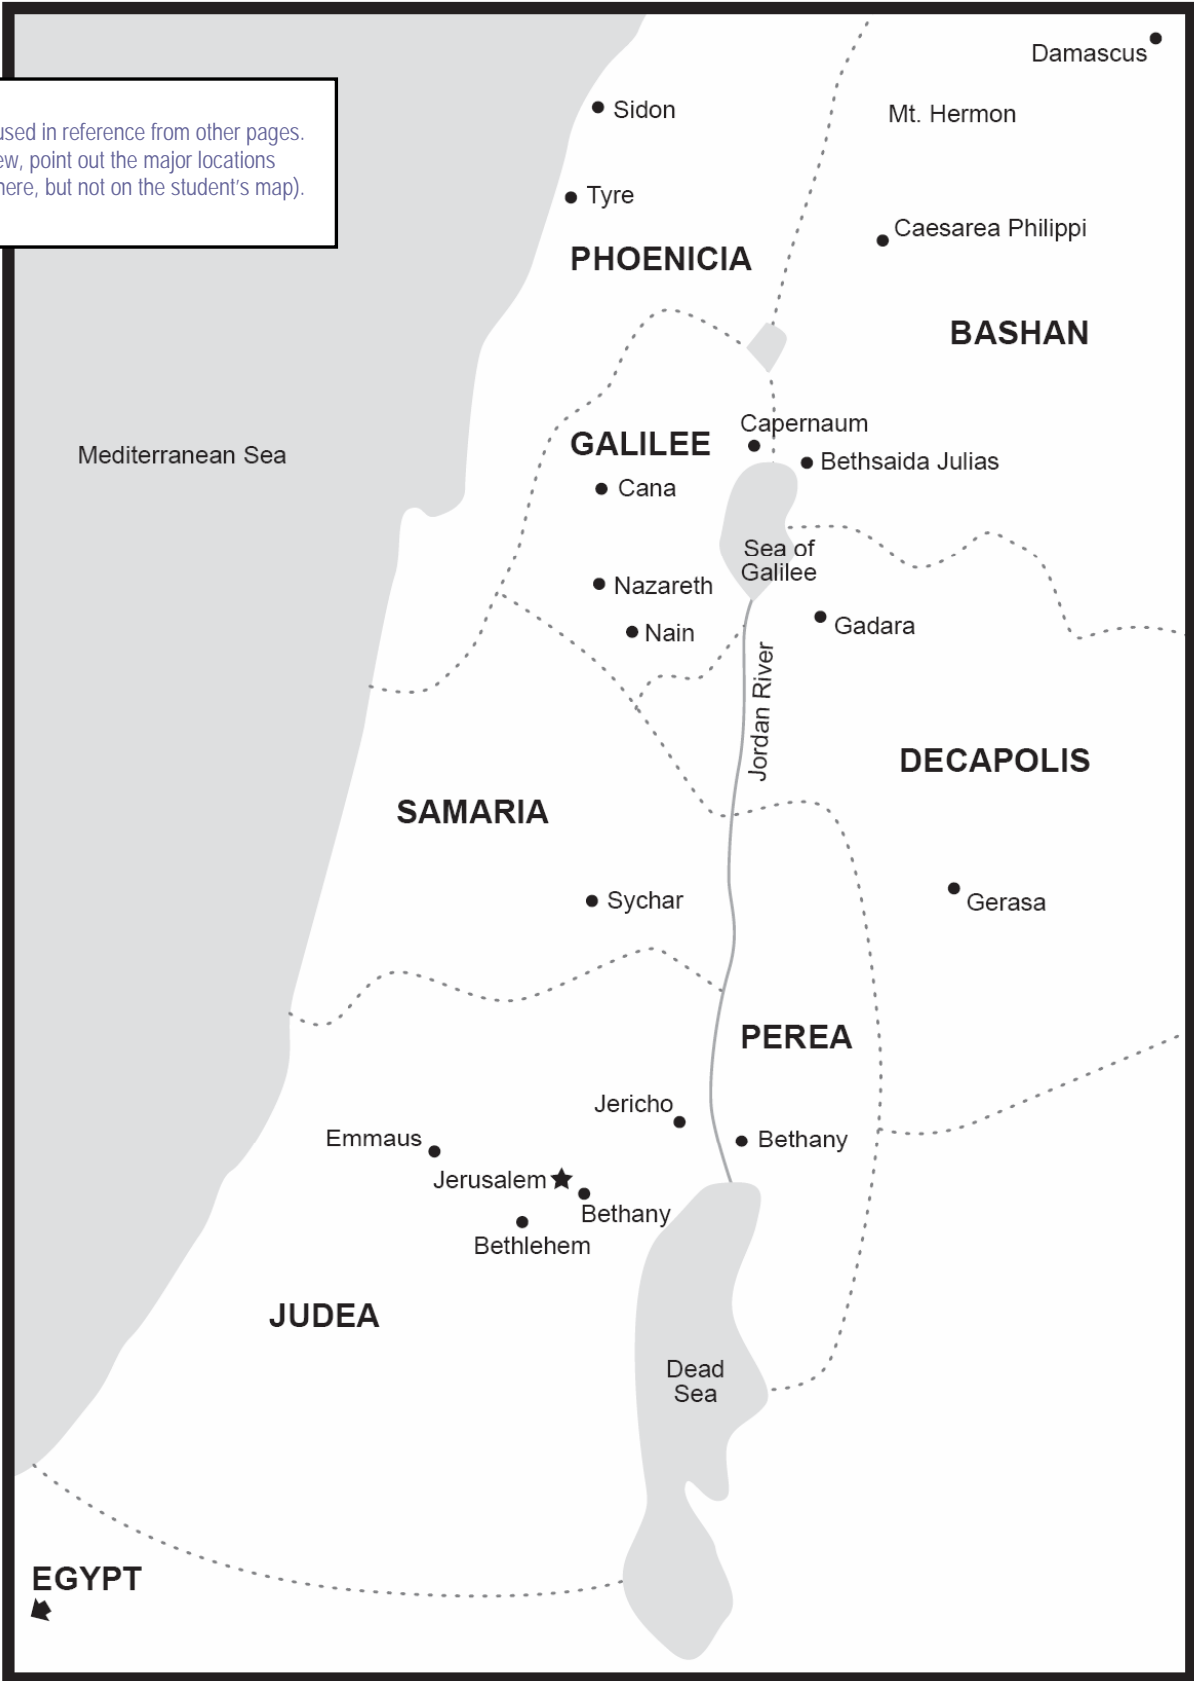 Damascus
Sidon
Mt. Hermon
used in reference from other pages.
point out the major locations
here, but not on the student's map).
Tyre
Caesarea Philippi
PHOENICIA
BASHAN
Capernaum
GALILEE
Mediterranean Sea
Bethsaida Julias
Cana
Sea of
Galilee
Nazareth
Gadara
Nain
Jordan River
DECAPOLIS
SAMARIA
Sychar
Gerasa
PEREA
Jericho
Emmaus
Bethany
Jerusalem
Bethany
Bethlehem
JUDEA
Dead
Sea
EGYPT